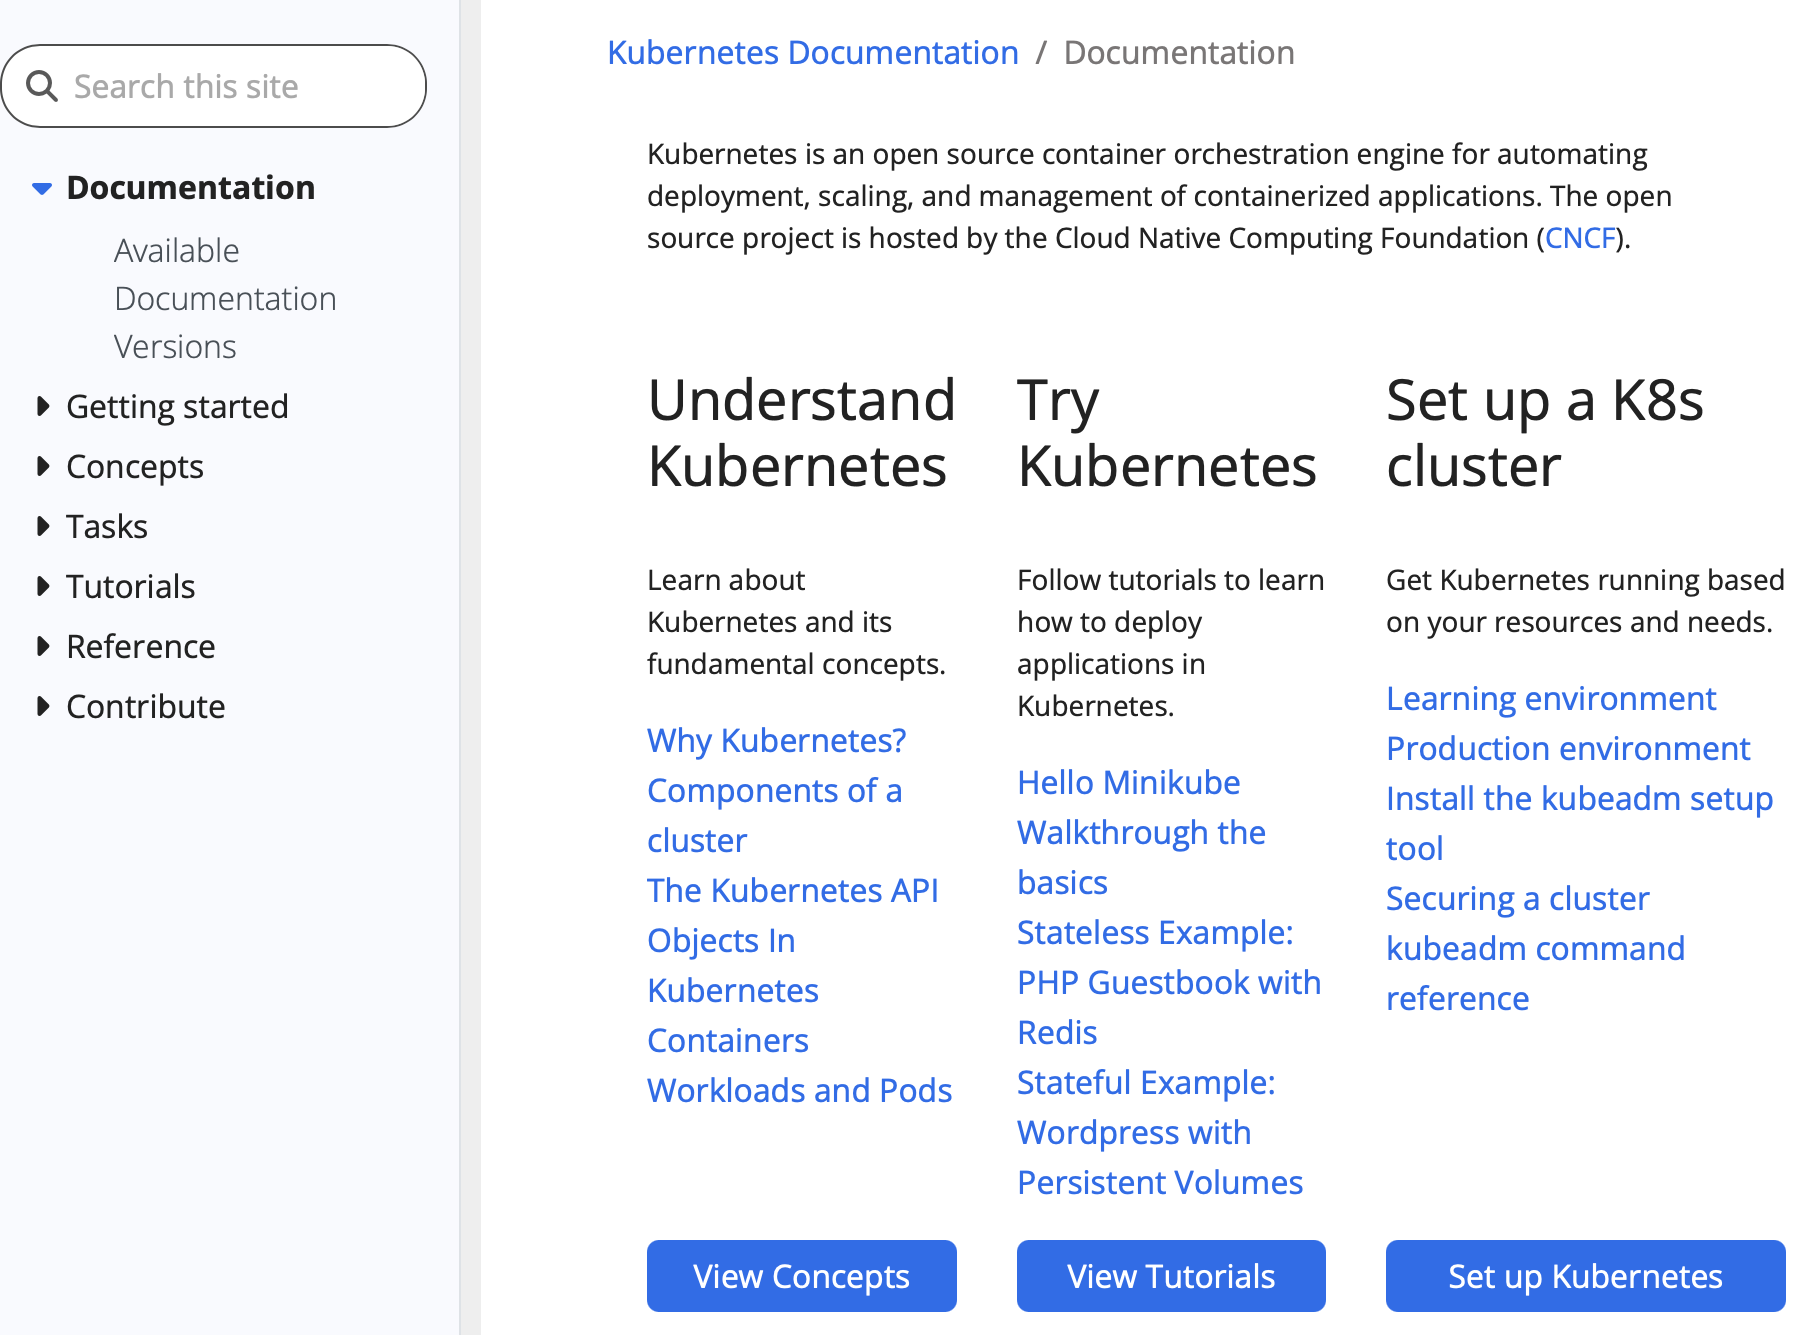 Search this site
Documentation
Available
Documentation
Versions
Getting started
Concepts
Tasks
Tutorials
Reference
Contribute
Kubernetes Documentation / Documentation
Kubernetes is an open source container orchestration engine for automating
deployment, scaling, and management of containerized applications. The open
source project is hosted by the Cloud Native Computing Foundation (CNCF).
Understand
Kubernetes
Learn about
Kubernetes and its
fundamental concepts.
Why Kubernetes?
Components of a
cluster
The Kubernetes API
Objects In
Kubernetes
Containers
Workloads and Pods
View Concepts
Try
Kubernetes
Follow tutorials to learn
how to deploy
applications in
Kubernetes.
Hello Minikube
Walkthrough the
basics
Stateless Example:
PHP Guestbook with
Redis
Stateful Example:
Wordpress with
Persistent Volumes
View Tutorials
Set up a K8s
cluster
Get Kubernetes running based
on your resources and needs.
Learning environment
Production environment
Install the kubeadm setup
tool
Securing a cluster
kubeadm command
reference
Set up Kubernetes